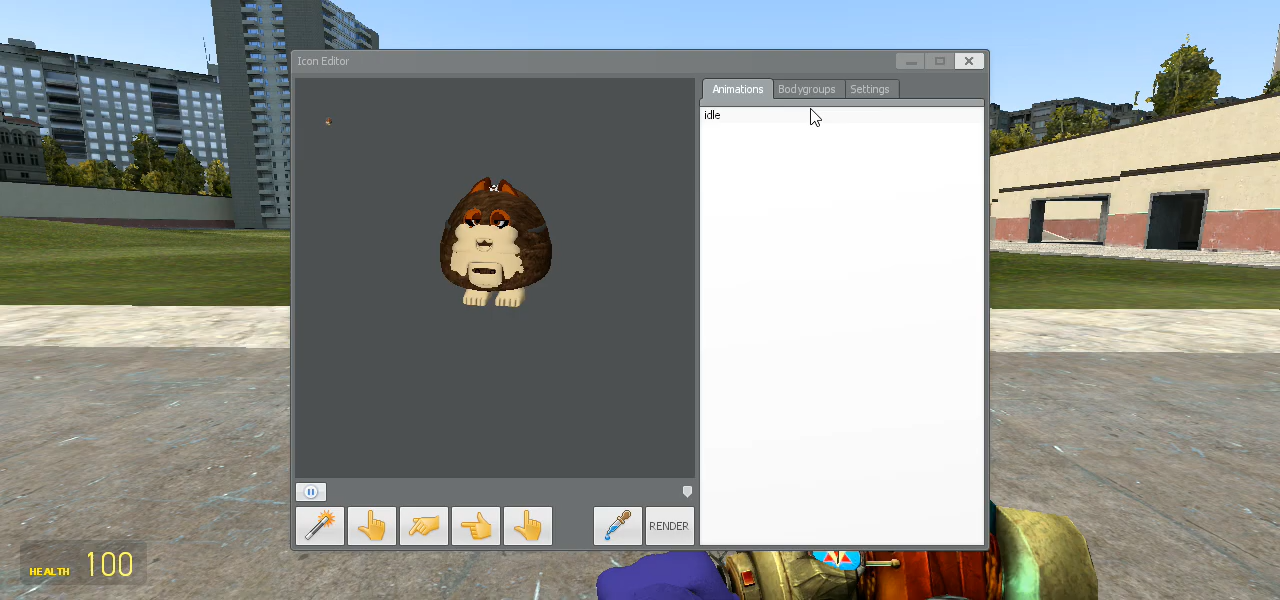 Icon Editor
Animations Bodygroups Settings
idle
RENDER
HEALTH 100